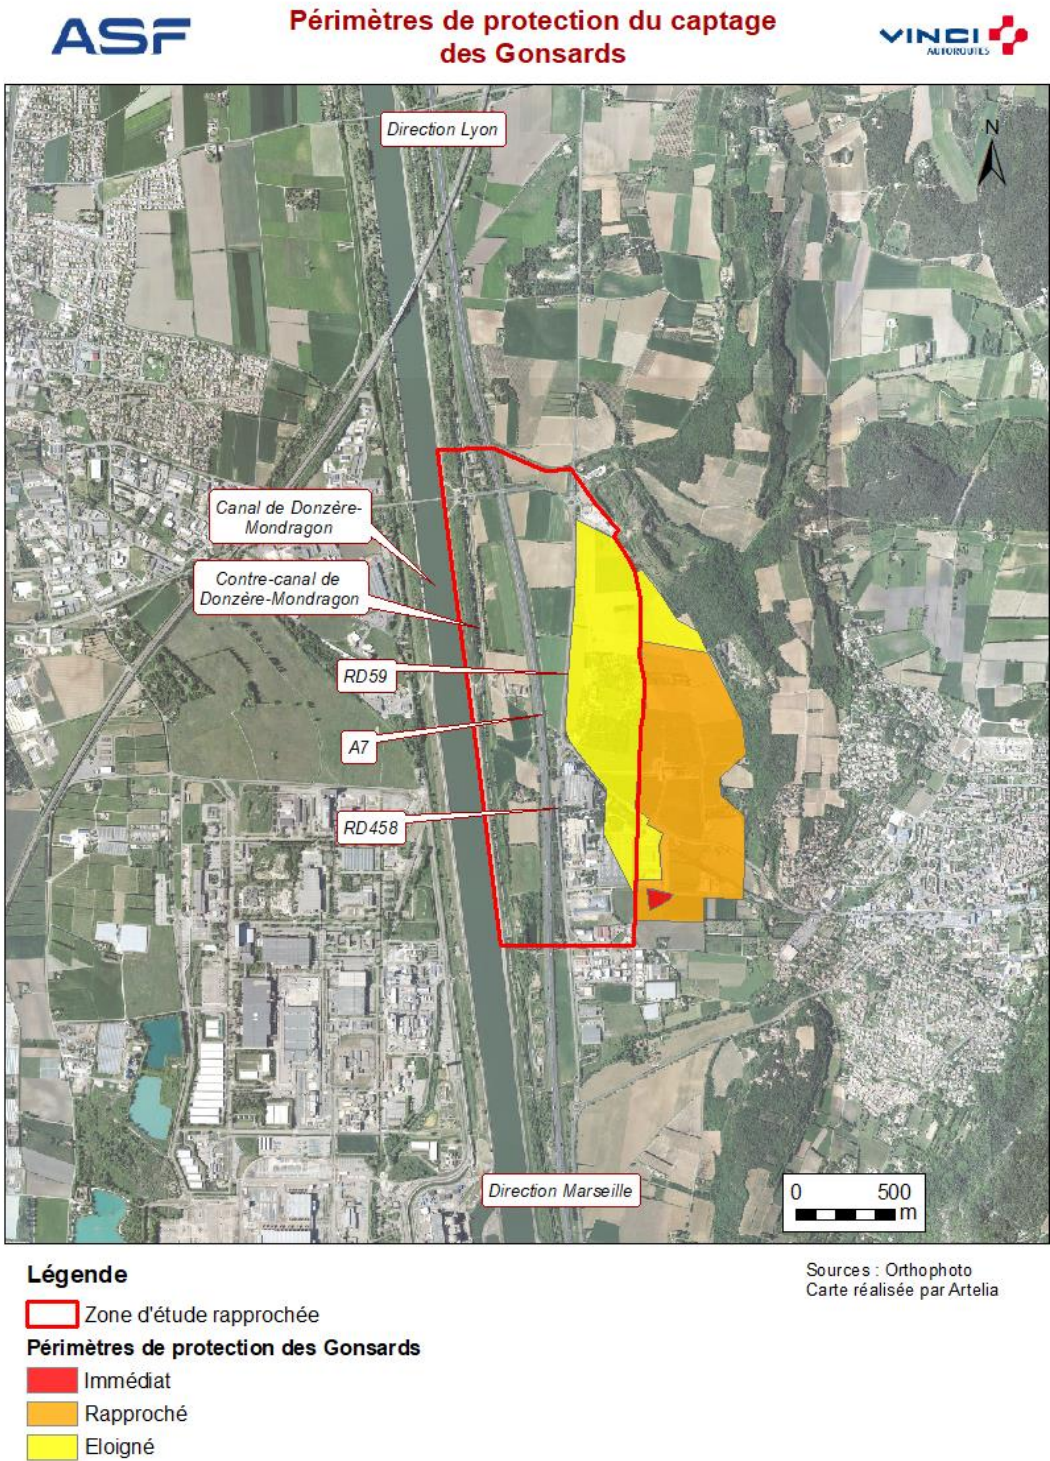 ASF
Périmètres de protection du captage
des Gonsards
VINCI
AUTOROUTES
Direction Lyon
N
Canal de Donzère-
Mondragon
Contre-canal de
Donzère-Mondragon
RD59
A7
RD458
Direction Marseille
0 500
m
Légende
Zone d'étude rapprochée
Périmètres de protection des Gonsards
Immédiat
Rapproché
Eloigné
Sources : Orthophoto
Carte réalisée par Artelia